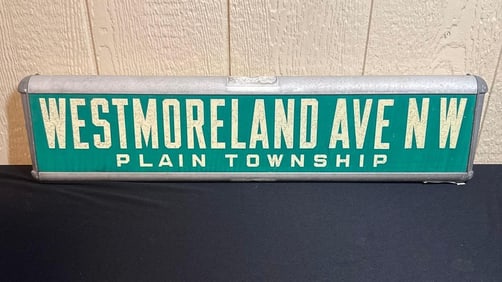 WESTMORELAND AVE N W
PLAIN TOWNSHIP